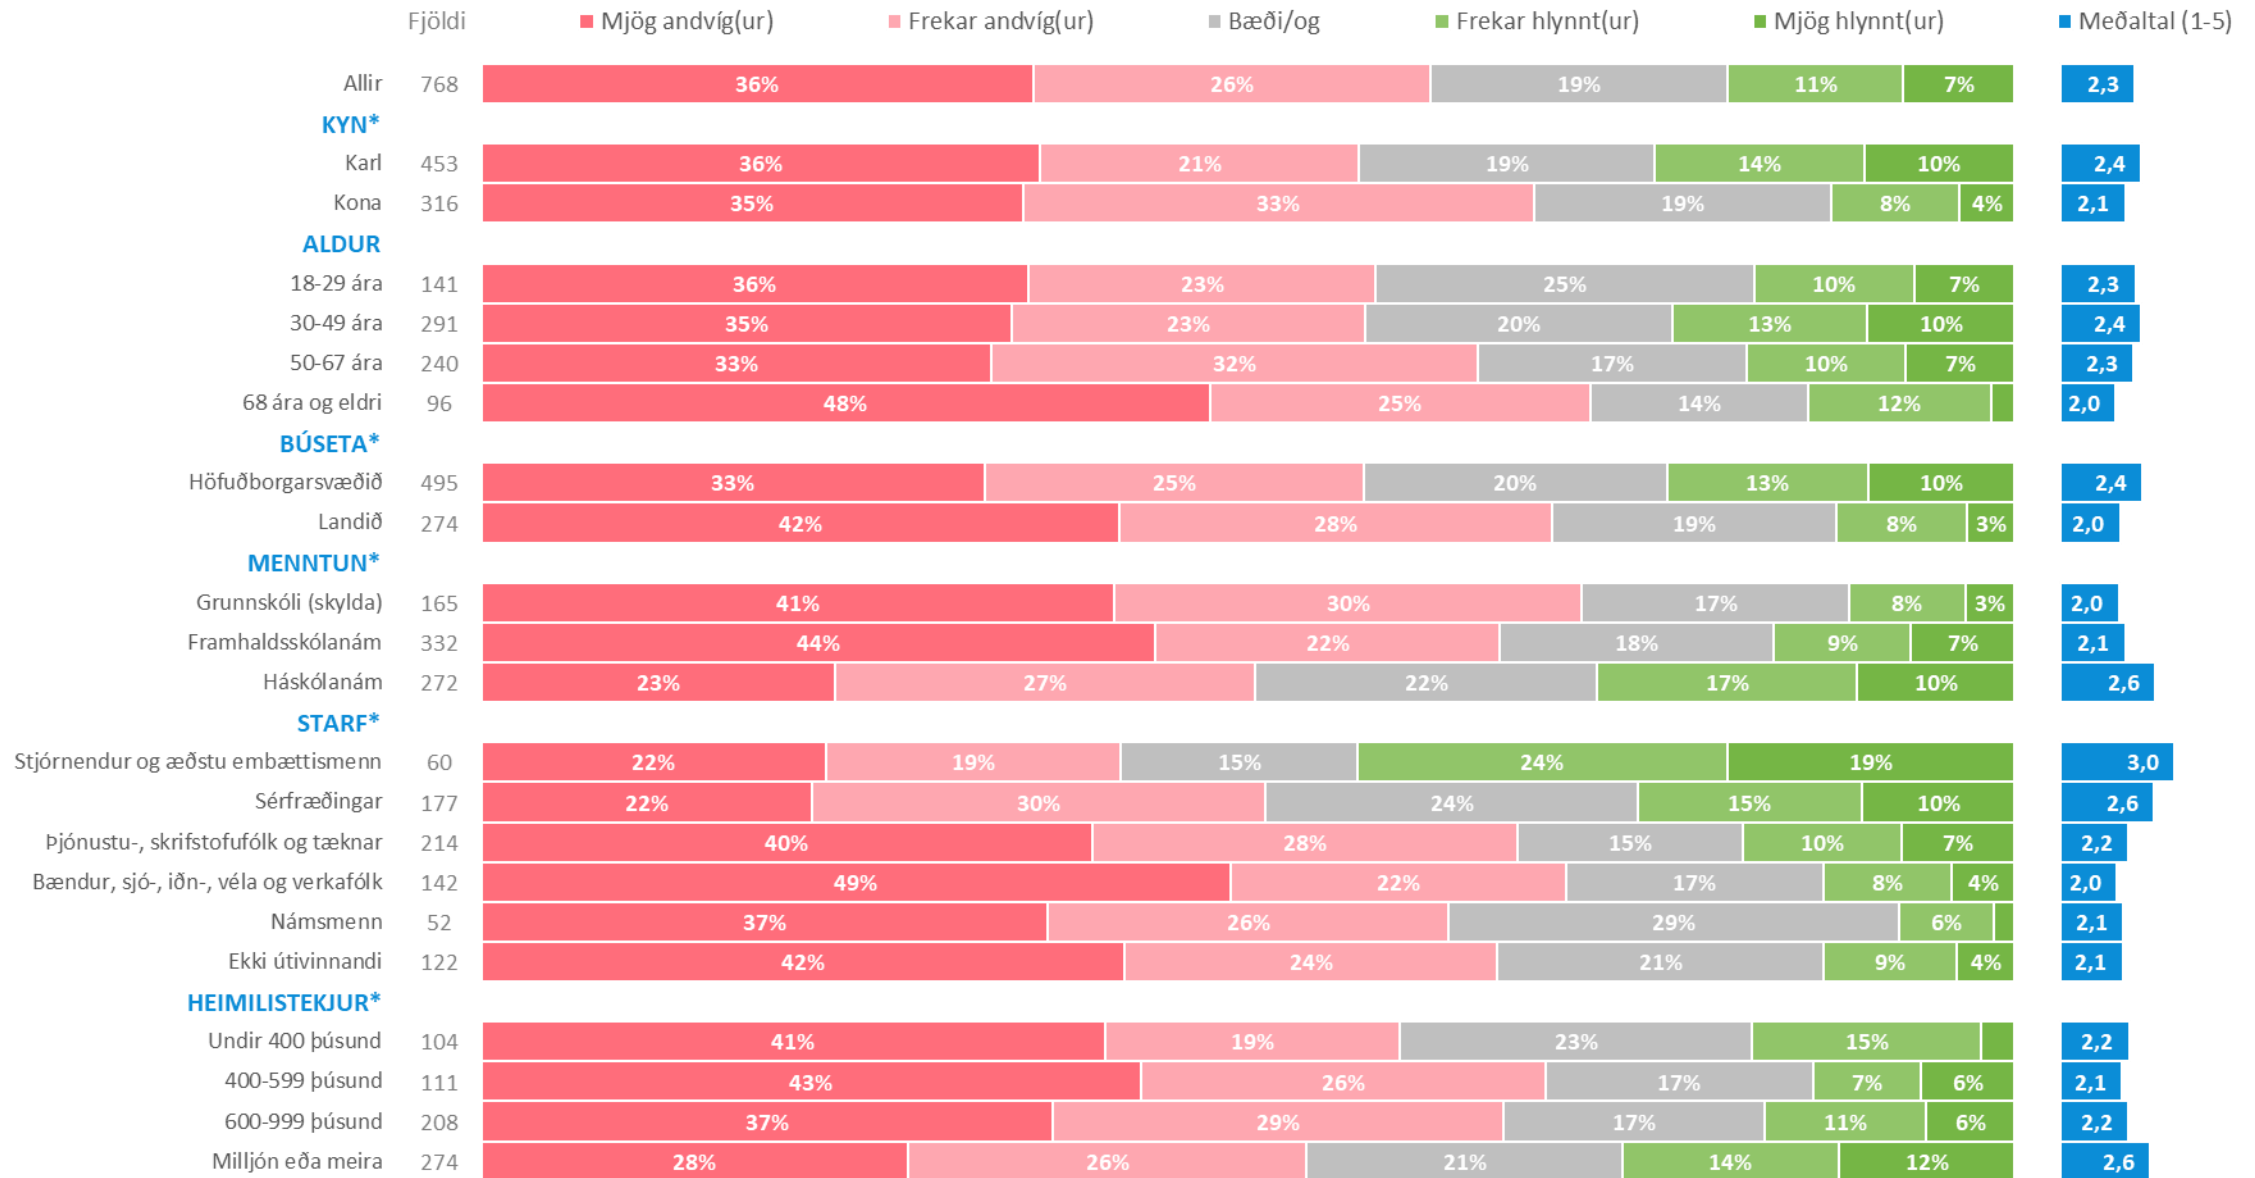 Fjöldi Mjög andvíg(ur) Frekar andvíg(ur) Bæði/og Frekar hlynnt(ur) Mjög hlynnt(ur) Meðaltal (1-5)
Allir 768 36% 26% 19% 11% 7% 2,3
KYN*
Karl 453 36% 21% 19% 14% 10% 2,4
Kona 316 35% 33% 19% 8% 4% 2,1
ALDUR
18-29 ára 141 36% 23% 25% 10% 7% 2,3
30-49 ára 291 35% 23% 20% 13% 10% 2,4
50-67 ára 240 33% 32% 17% 10% 7% 2,3
68 ára og eldri 96 48% 25% 14% 12% 2,0
BÚSETA*
Höfuðborgarsvæðið 495 33% 25% 20% 13% 10% 2,4
Landið 274 42% 28% 19% 8% 3% 2,0
MENNTUN*
Grunnskóli (skylda) 165 41% 30% 17% 8% 3% 2,0
Framhaldsskólanám 332 44% 22% 18% 9% 7% 2,1
Háskólanám 272 23% 27% 22% 17% 10% 2,6
STARF*
Stjórnendur og æðstu embættismenn 60 22% 19% 15% 24% 19% 3,0
Sérfræðingar 177 22% 30% 24% 15% 10% 2,6
Þjónustu-, skrifstofufólk og tæknar 214 40% 28% 15% 10% 7% 2,2
Bændur, sjó-, iðn-, véla og verkafólk 142 49% 22% 17% 8% 4% 2,0
Námsmenn 52 37% 26% 29% 6% 2,1
Ekki útivinnandi 122 42% 24% 21% 9% 4% 2,1
HEIMILISTEKJUR*
Undir 400 þúsund 104 41% 19% 23% 15% 2,2
400-599 þúsund 111 43% 26% 17% 7% 6% 2,1
600-999 þúsund 208 37% 29% 17% 11% 6% 2,2
Milljón eða meira 274 28% 26% 21% 14% 12% 2,6